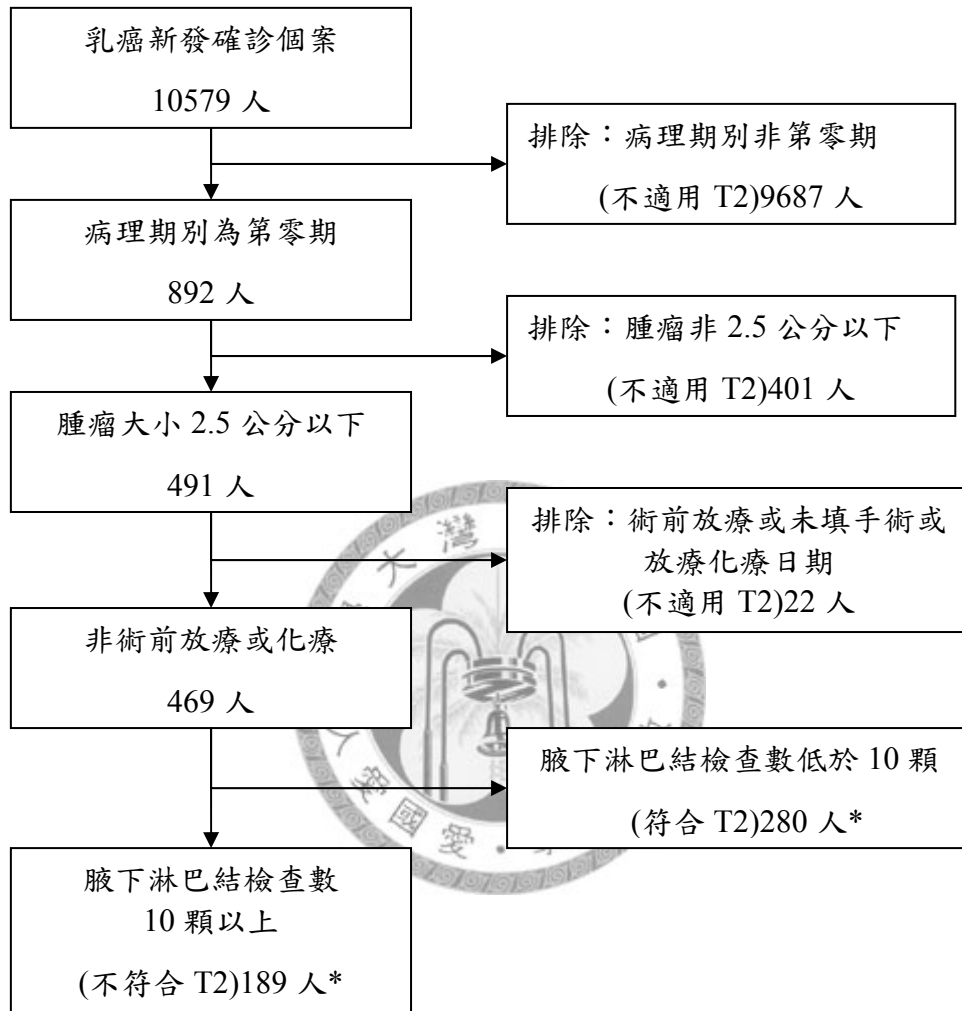 乳癌新發確診個案
10579 人
排除：病理期別非第零期
(不適用 T2)9687 人
病理期別為第零期
892 人
排除：腫瘤非 2.5 公分以下
(不適用 T2)401 人
腫瘤大小 2.5 公分以下
491 人
排除：術前放療或未填手術或
放療化療日期
(不適用 T2)22 人
非術前放療或化療
469 人
腋下淋巴結檢查數低於 10 顆
(符合 T2)280 人*
腋下淋巴結檢查數
10 顆以上
(不符合 T2)189 人*
大灣
人愛國愛